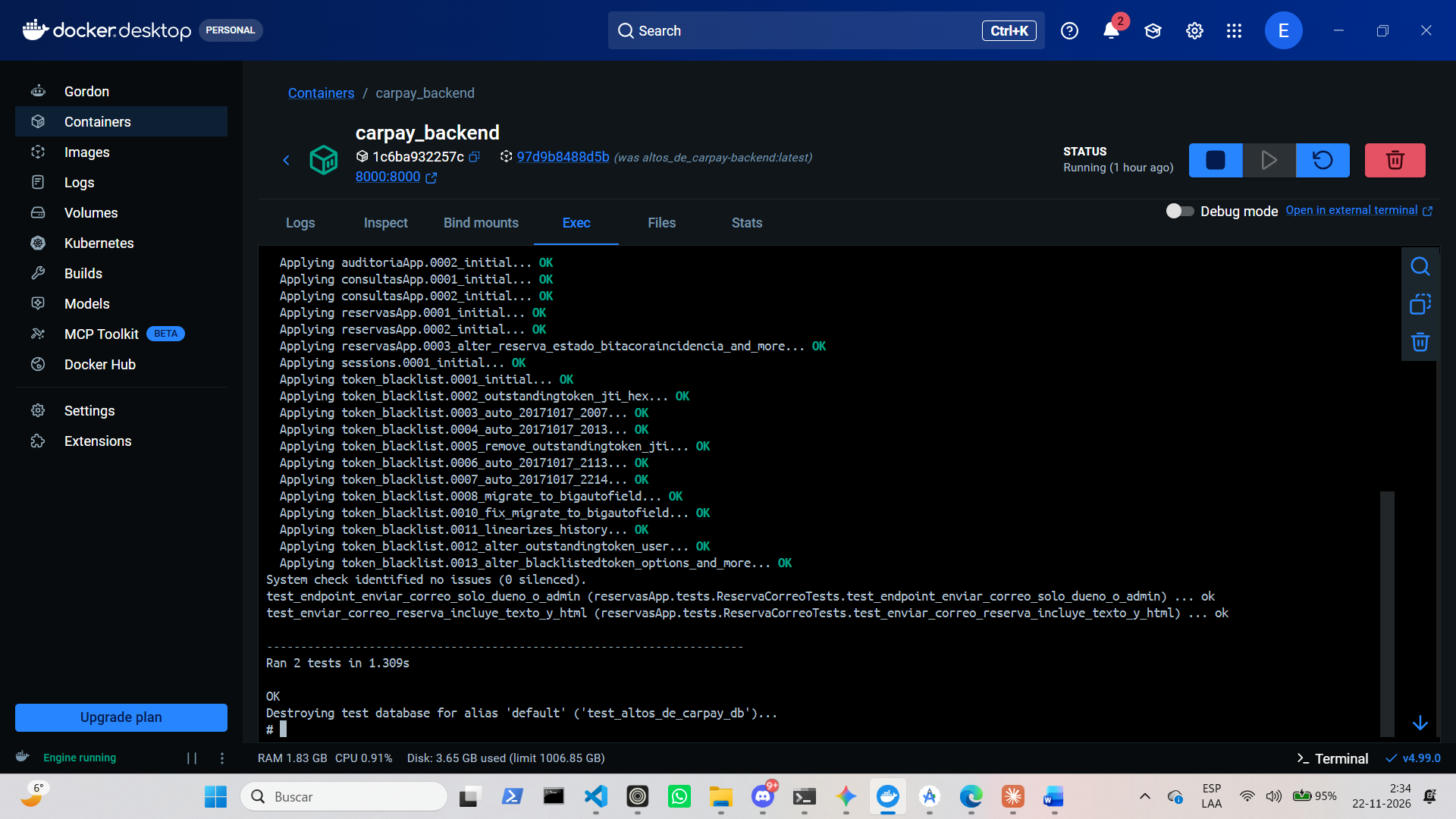 docker.desktop PERSONAL
Search Ctrl+K
2
E
Gordon
Containers
Images
Logs
Volumes
Kubernetes
Builds
Models
MCP Toolkit BETA
Docker Hub
Settings
Extensions
Upgrade plan
Containers / carpay_backend
carpay_backend
1c6ba932257c 97d9b8488d5b (was altos_de_carpay-backend:latest)
8000:8000
STATUS
Running (1 hour ago)
Logs Inspect Bind mounts Exec Files Stats
Debug mode Open in external terminal
Applying auditoriaApp.0002_initial... OK
Applying consultasApp.0001_initial... OK
Applying consultasApp.0002_initial... OK
Applying reservasApp.0001_initial... OK
Applying reservasApp.0002_initial... OK
Applying reservasApp.0003_alter_reserva_estado_bitacoraincidencia_and_more... OK
Applying sessions.0001_initial... OK
Applying token_blacklist.0001_initial... OK
Applying token_blacklist.0002_outstandingtoken_jti_hex... OK
Applying token_blacklist.0003_auto_20171017_2007... OK
Applying token_blacklist.0004_auto_20171017_2013... OK
Applying token_blacklist.0005_remove_outstandingtoken_jti... OK
Applying token_blacklist.0006_auto_20171017_2113... OK
Applying token_blacklist.0007_auto_20171017_2214... OK
Applying token_blacklist.0008_migrate_to_bigautofield... OK
Applying token_blacklist.0010_fix_migrate_to_bigautofield... OK
Applying token_blacklist.0011_linearizes_history... OK
Applying token_blacklist.0012_alter_outstandingtoken_user... OK
Applying token_blacklist.0013_alter_blacklistedtoken_options_and_more... OK
System check identified no issues (0 silenced).
test_endpoint_enviar_correo_solo_dueno_o_admin (reservasApp.tests.ReservaCorreoTests.test_endpoint_enviar_correo_solo_dueno_o_admin) ... ok
test_enviar_correo_reserva_incluye_texto_y_html (reservasApp.tests.ReservaCorreoTests.test_enviar_correo_reserva_incluye_texto_y_html) ... ok
----------------------------------------------------------------------
Ran 2 tests in 1.309s
OK
Destroying test database for alias 'default' ('test_altos_de_carpay_db')...
#
Engine running RAM 1.83 GB CPU 0.91% Disk: 3.65 GB used (limit 1006.85 GB) Terminal v4.99.0
6° Buscar 9+ ESP 95% 2:34
LAA 22-11-2026